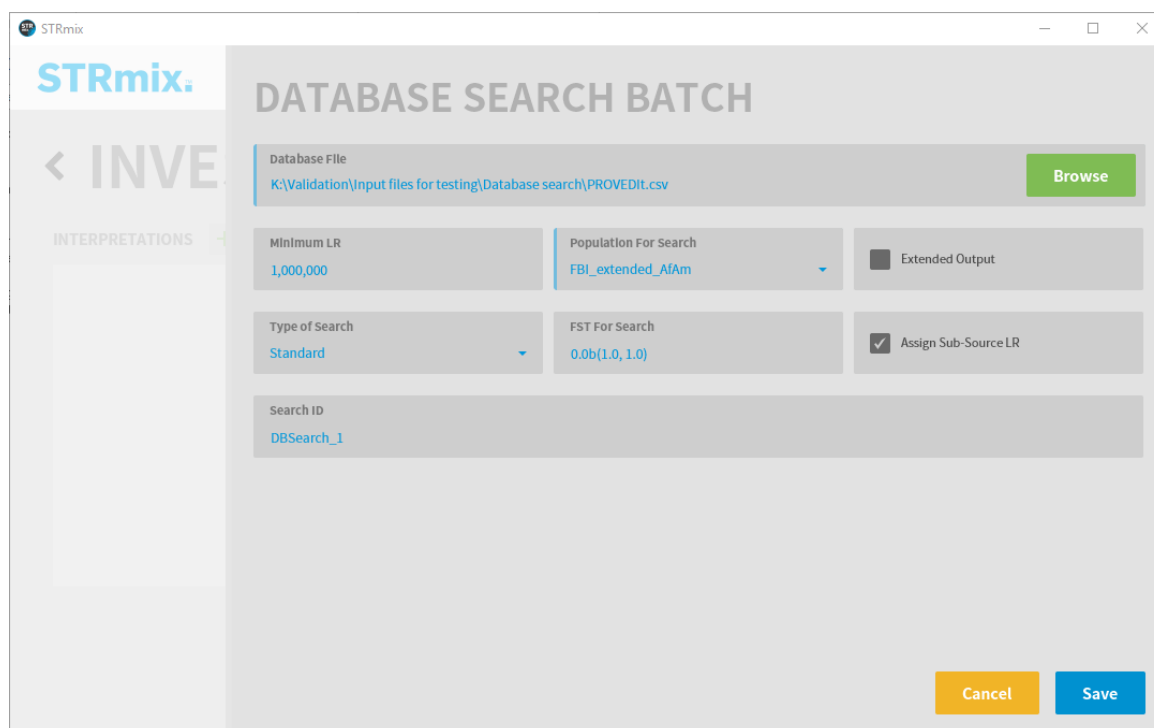 STRmix
STRmix™
DATABASE SEARCH BATCH
INVE
INTERPRETATIONS
Database File
K:\Validation\Input files for testing\Database search\PROVEDIt.csv
Browse
Minimum LR
1,000,000
Population For Search
FBI_extended_AfAm
Extended Output
Type of Search
Standard
FST For Search
0.0b(1.0, 1.0)
Assign Sub-Source LR
Search ID
DBSearch_1
Cancel
Save